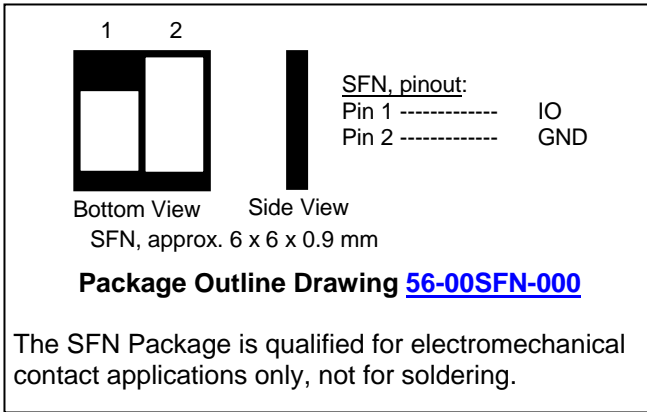 1 2
SFN, pinout:
Pin 1 ------------- IO
Pin 2 ------------- GND
Bottom View Side View
SFN, approx. 6 x 6 x 0.9 mm
Package Outline Drawing 56-00SFN-000
The SFN Package is qualified for electromechanical
contact applications only, not for soldering.